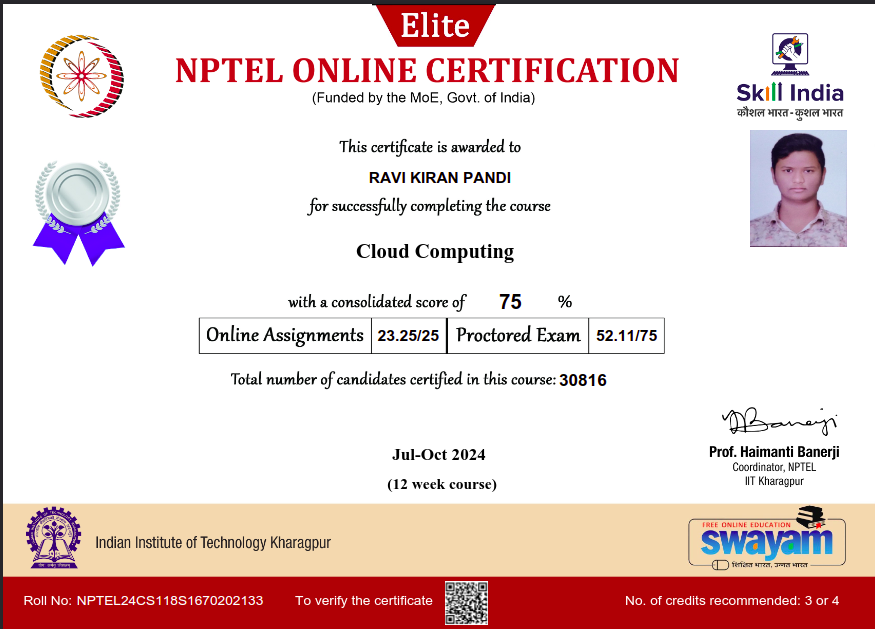 Elite
NPTEL ONLINE CERTIFICATION
(Funded by the MoE, Govt. of India)
Skill India
कौशल भारत - कुशल भारत
This certificate is awarded to
RAVI KIRAN PANDI
for successfully completing the course
Cloud Computing
with a consolidated score of 75 %
Online Assignments 23.25/25 Proctored Exam 52.11/75
Total number of candidates certified in this course: 30816
Jul-Oct 2024
(12 week course)
Prof. Haimanti Banerji
Coordinator, NPTEL
IIT Kharagpur
Indian Institute of Technology Kharagpur
FREE ONLINE EDUCATION
swayam
शिक्षित भारत, उन्नत भारत
Roll No: NPTEL24CS118S1670202133
To verify the certificate
No. of credits recommended: 3 or 4